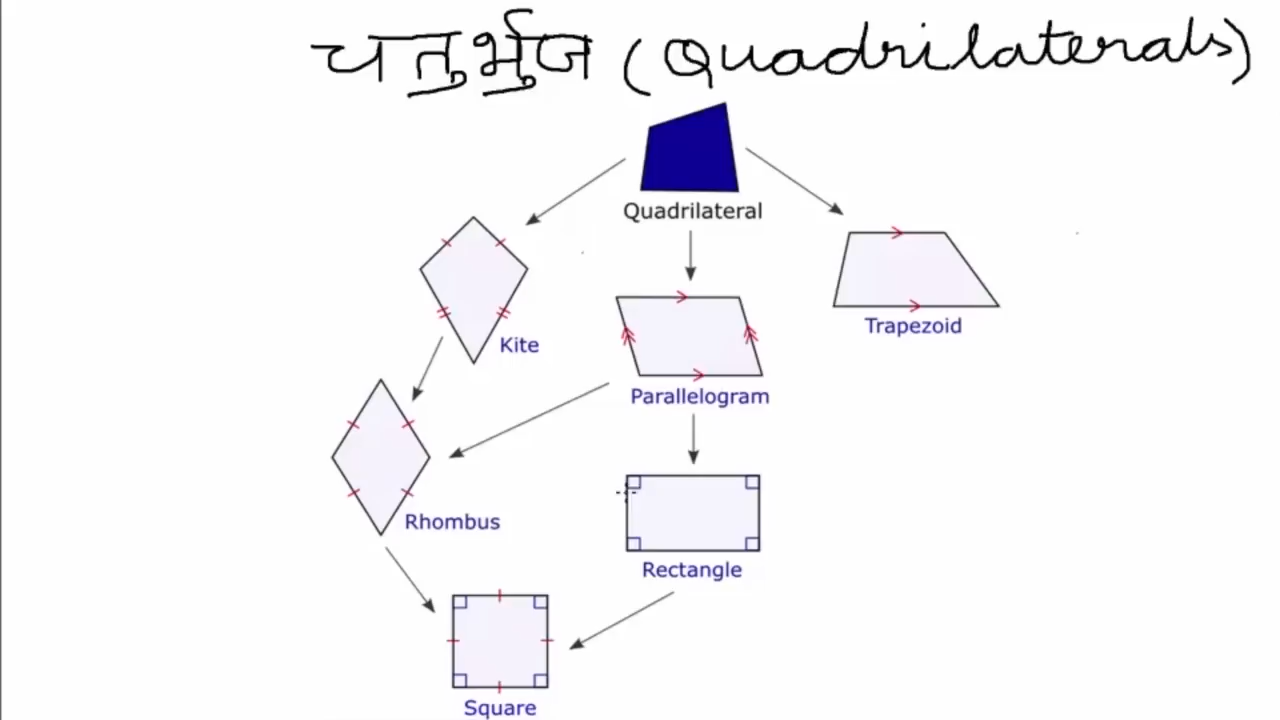 चतुर्भुज (Quadrilaterals)
Quadrilateral
Trapezoid
Kite
Parallelogram
Rhombus
Rectangle
Square